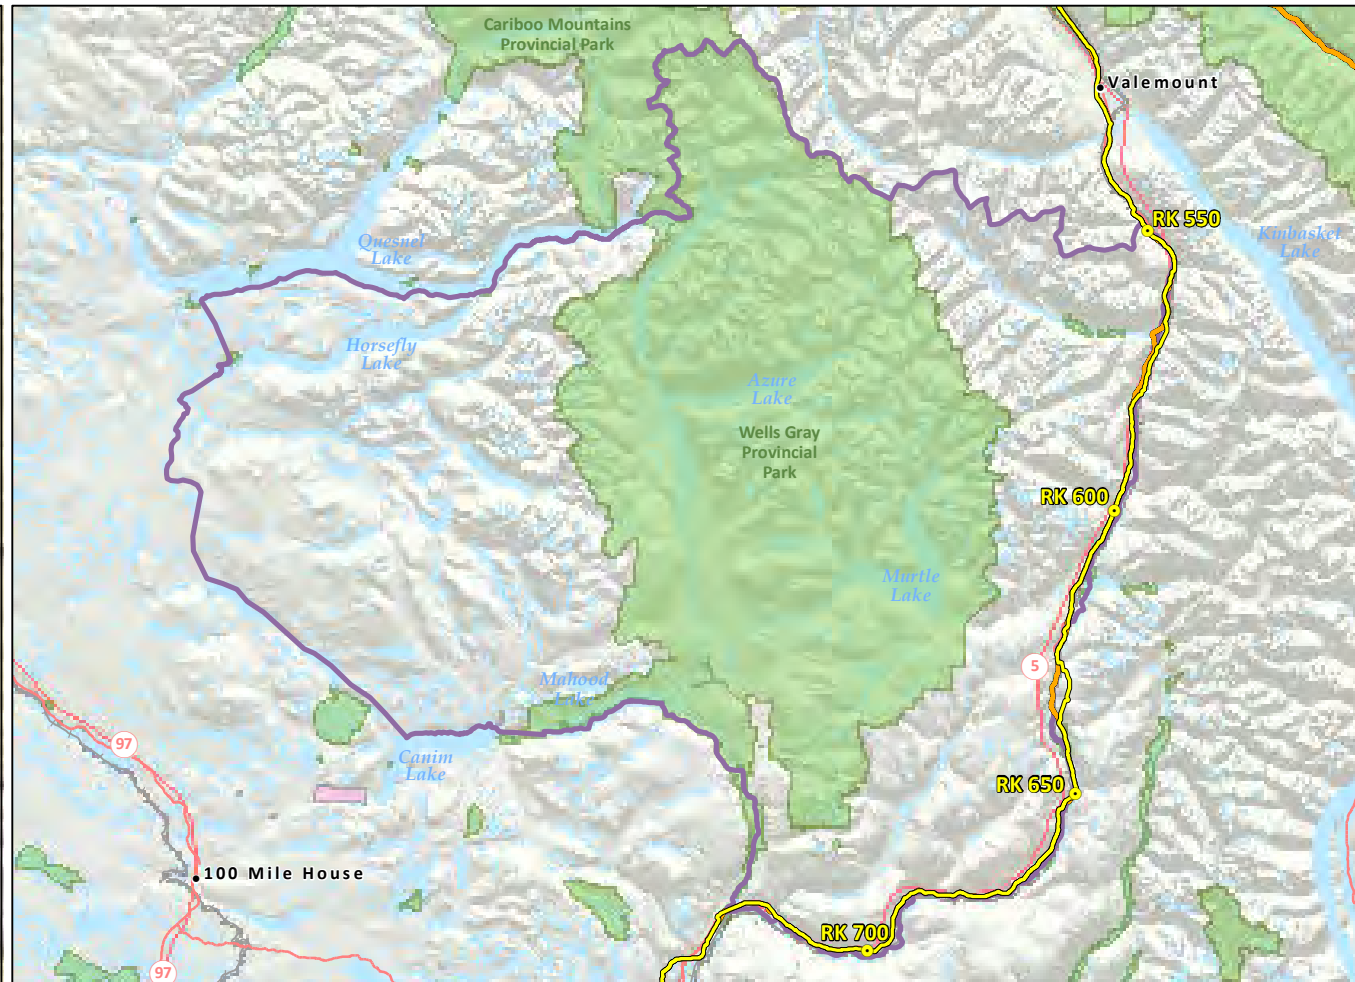 Cariboo Mountains
Provincial Park
Valemount
RK 550
Quesnel
Lake
Kinbasket
Lake
Horsefly
Lake
Azure
Lake
Wells Gray
Provincial
Park
RK 600
Murtle
Lake
5
Mahood
Lake
97
Canim
Lake
RK 650
100 Mile House
RK 700
97